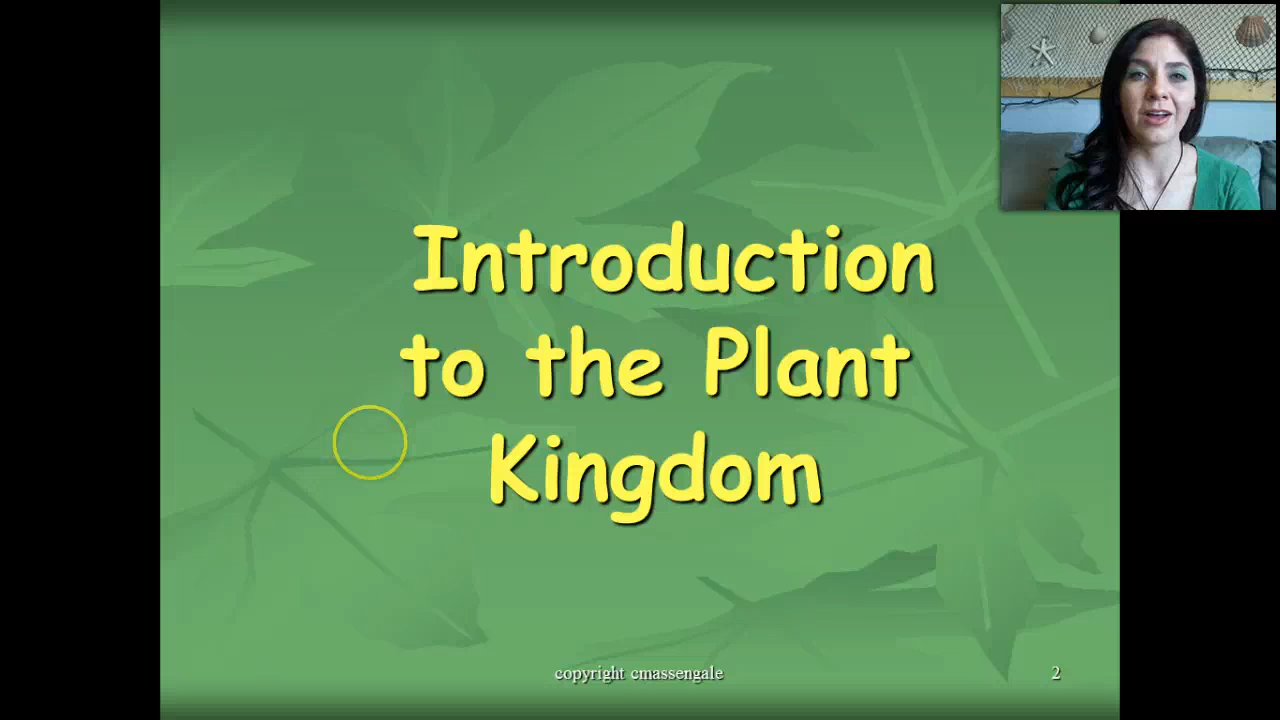 Introduction
to the Plant
Kingdom
copyright cmassengale
2